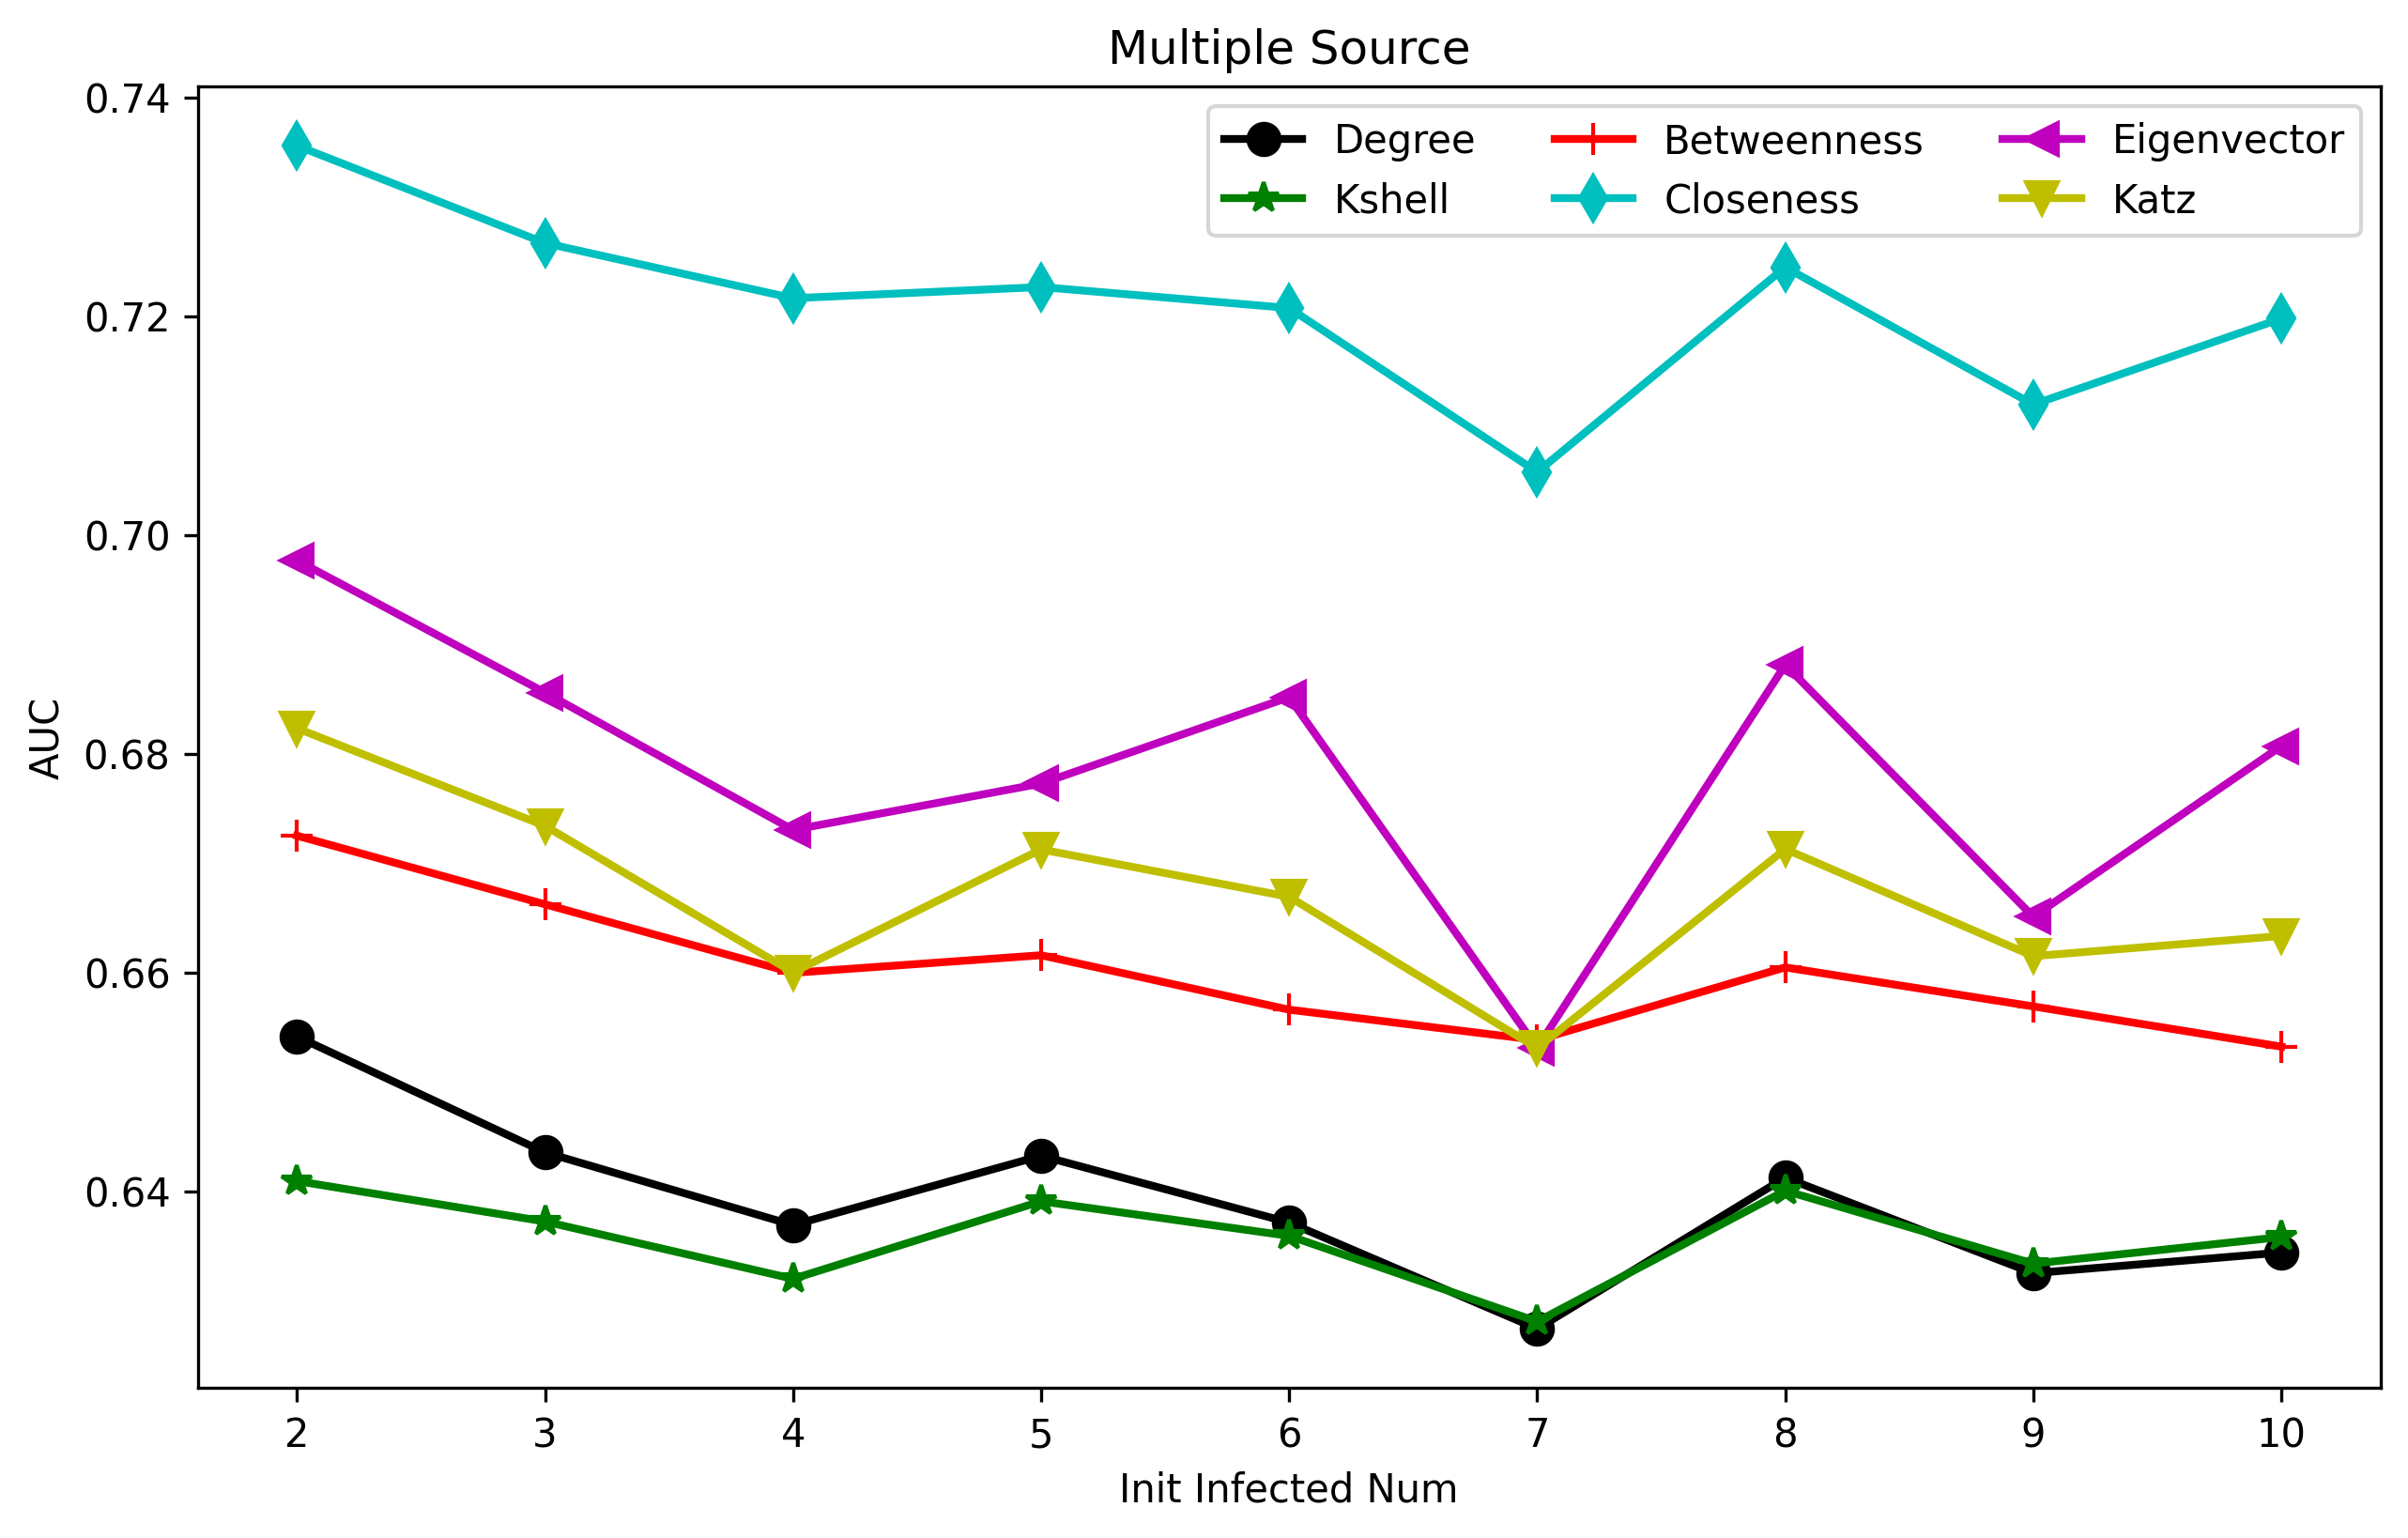 Multiple Source
Degree
Kshell
Betweenness
Closeness
Eigenvector
Katz
AUC
0.74
0.72
0.70
0.68
0.66
0.64
2 3 4 5 6 7 8 9 10
Init Infected Num